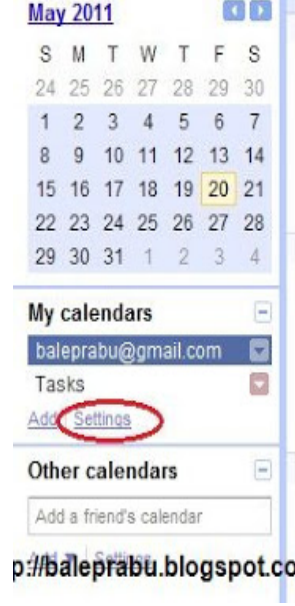 May 2011
S M T W T F S
24 25 26 27 28 29 30
1 2 3 4 5 6 7
8 9 10 11 12 13 14
15 16 17 18 19 20 21
22 23 24 25 26 27 28
29 30 31 1 2 3 4
My calendars
baleprabu@gmail.com
Tasks
Add Settings
Other calendars
Add a friend's calendar
Add Settings
p://baleprabu.blogspot.co